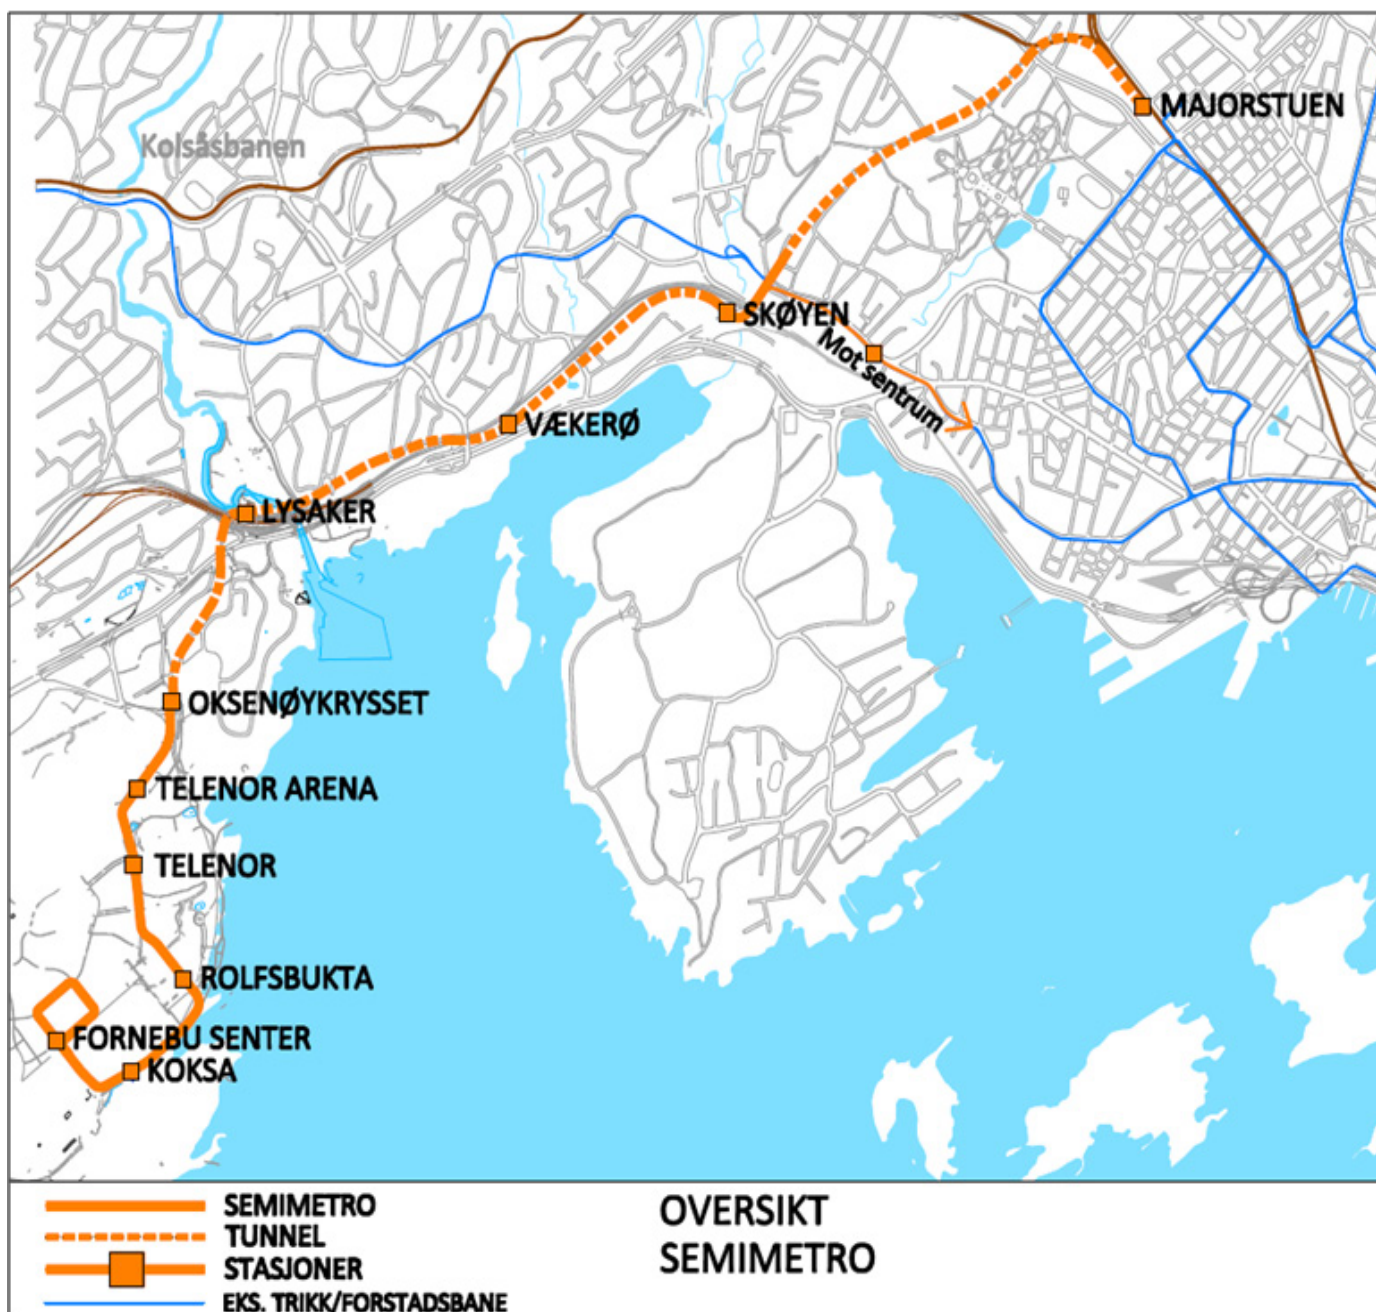 MAJORSTUEN
Kolsåsbanen
SKØYEN
Mot sentrum
VÆKERØ
LYSAKER
OKSENØYKRYSSET
TELENOR ARENA
TELENOR
ROLFSBUKTA
FORNEBU SENTER
KOKSA
SEMIMETRO
TUNNEL
STASJONER
EKS. TRIKK/FORSTADSBANE
OVERSIKT
SEMIMETRO